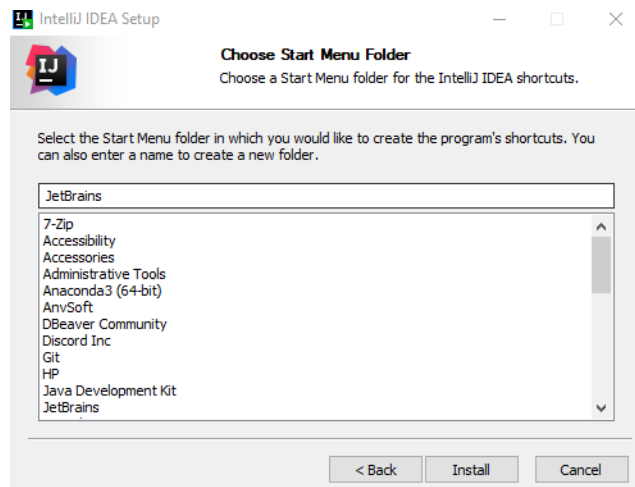 IntelliJ IDEA Setup
IJ
Choose Start Menu Folder
Choose a Start Menu folder for the IntelliJ IDEA shortcuts.
Select the Start Menu folder in which you would like to create the program's shortcuts. You
can also enter a name to create a new folder.
JetBrains
7-Zip
Accessibility
Accessories
Administrative Tools
Anaconda3 (64-bit)
AnvSoft
DBeaver Community
Discord Inc
Git
HP
Java Development Kit
JetBrains
< Back
Install
Cancel